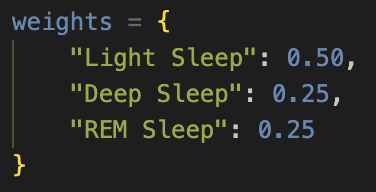 weights = {
    "Light Sleep": 0.50,
    "Deep Sleep": 0.25,
    "REM Sleep": 0.25
}